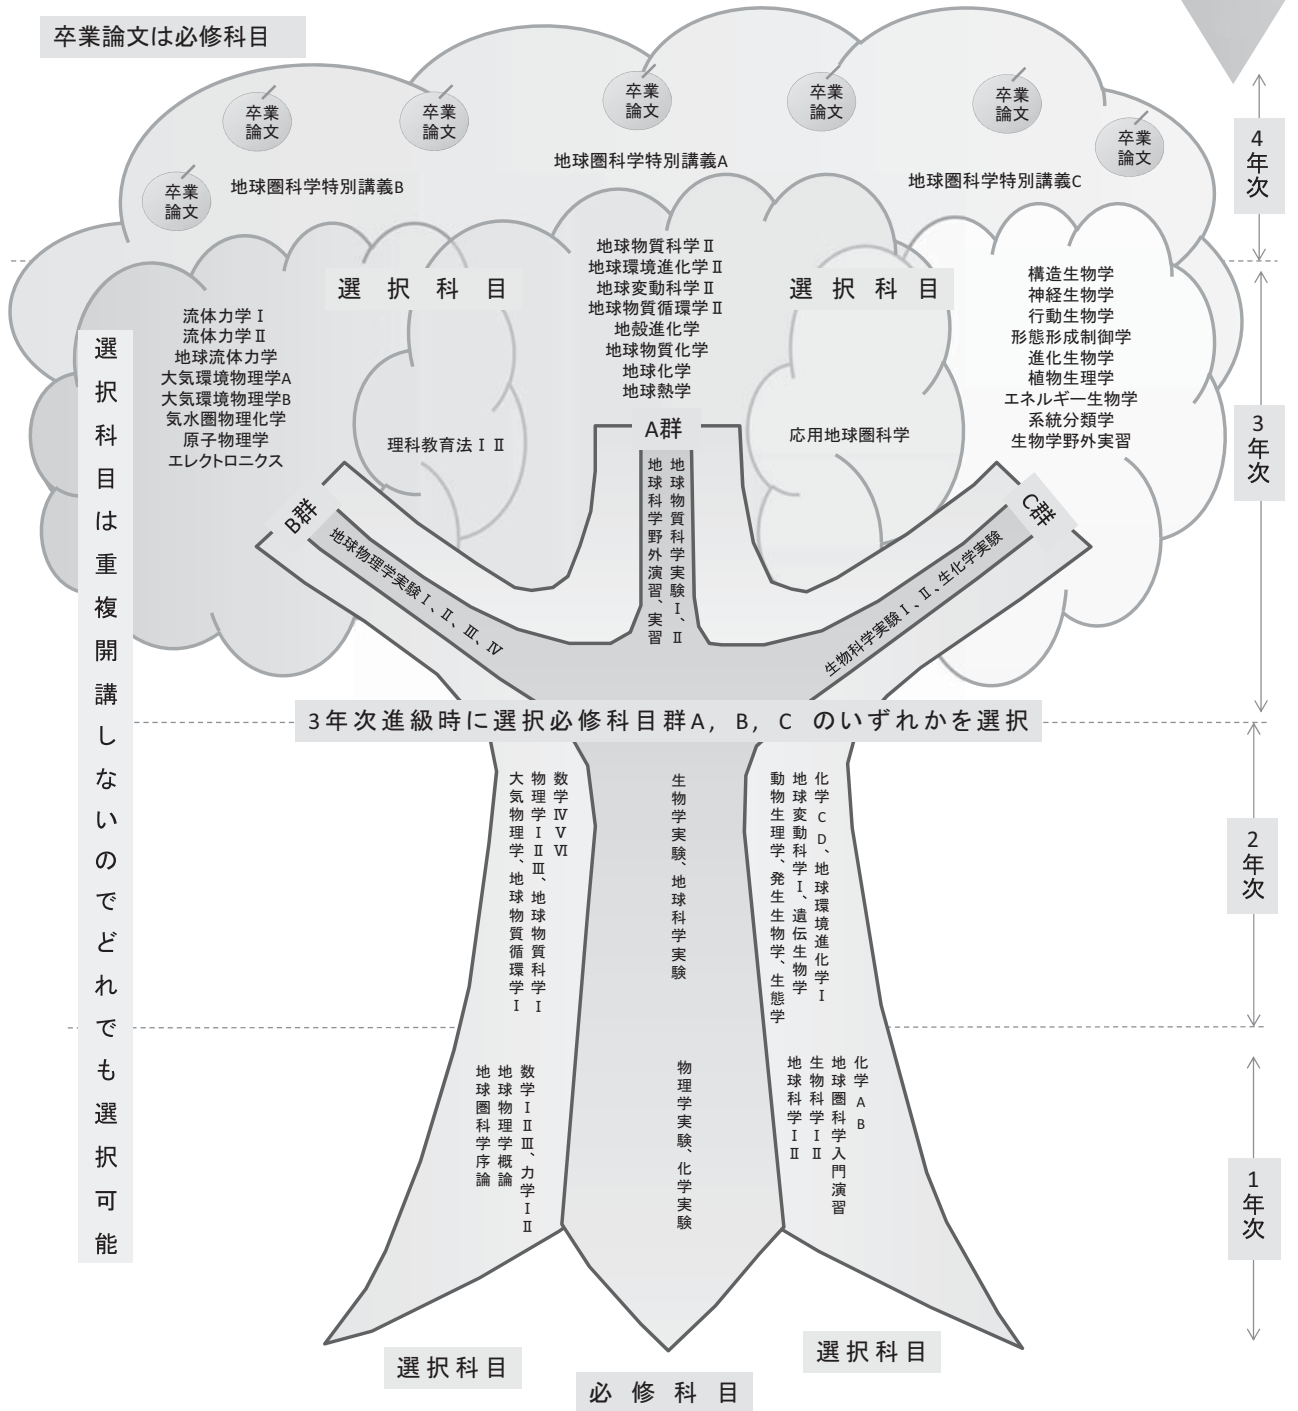 卒業論文は必修科目
卒業
論文
卒業
論文
卒業
論文
卒業
論文
卒業
論文
卒業
論文
卒業
論文
地球圏科学特別講義B
地球圏科学特別講義A
地球圏科学特別講義C
4年次
選択科目
選択科目
流体力学Ⅰ
流体力学Ⅱ
地球流体力学
大気環境物理学A
大気環境物理学B
気水圏物理化学
原子物理学
エレクトロニクス
理科教育法ⅠⅡ
地球物質科学Ⅱ
地球環境進化学Ⅱ
地球変動科学Ⅱ
地球物質循環学Ⅱ
地殻進化学
地球物質化学
地球化学
地球熱学
応用地球圏科学
構造生物学
神経生物学
行動生物学
形態形成制御学
進化生物学
植物生理学
エネルギー生物学
系統分類学
生物学野外実習
3年次
B群
地球物理学実験Ⅰ、Ⅱ、Ⅲ、Ⅳ
A群
地球物質科学実験Ⅰ、Ⅱ
地球科学野外演習、実習
C群
生物科学実験Ⅰ、Ⅱ、生化学実験
選択科目は重複開講しないのでどれでも選択可能
3年次進級時に選択必修科目群A, B, C のいずれかを選択
数学ⅣⅤⅥ
物理学ⅠⅡⅢ、地球物質科学Ⅰ
大気物理学、地球物質循環学Ⅰ
生物学実験、地球科学実験
化学CD、地球環境進化学Ⅰ
地球変動科学Ⅰ、遺伝生物学
動物生理学、発生生物学、生態学
2年次
数学ⅠⅡⅢ、力学ⅠⅡ
地球物理学概論
地球圏科学序論
物理学実験、化学実験
化学AB
地球圏科学入門演習
生物科学ⅠⅡ
地球科学ⅠⅡ
1年次
選択科目
必修科目
選択科目